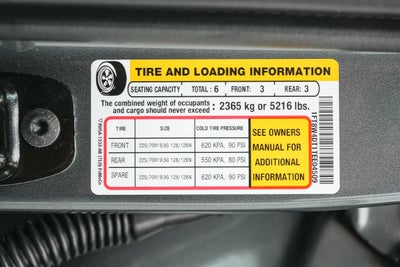 TIRE AND LOADING INFORMATION
SEATING CAPACITY TOTAL: 6 FRONT: 3 REAR: 3
The combined weight of occupants
and cargo should never exceed : 2365 kg or 5216 lbs.
TIRE SIZE COLD TIRE PRESSURE
FRONT 225/70R19.5G 128/126N 620 KPA, 90 PSI
REAR 225/70R19.5G 128/126N 550 KPA, 80 PSI
SPARE 225/70R19.5G 128/126N 620 KPA, 90 PSI
SEE OWNERS
MANUAL FOR
ADDITIONAL
INFORMATION